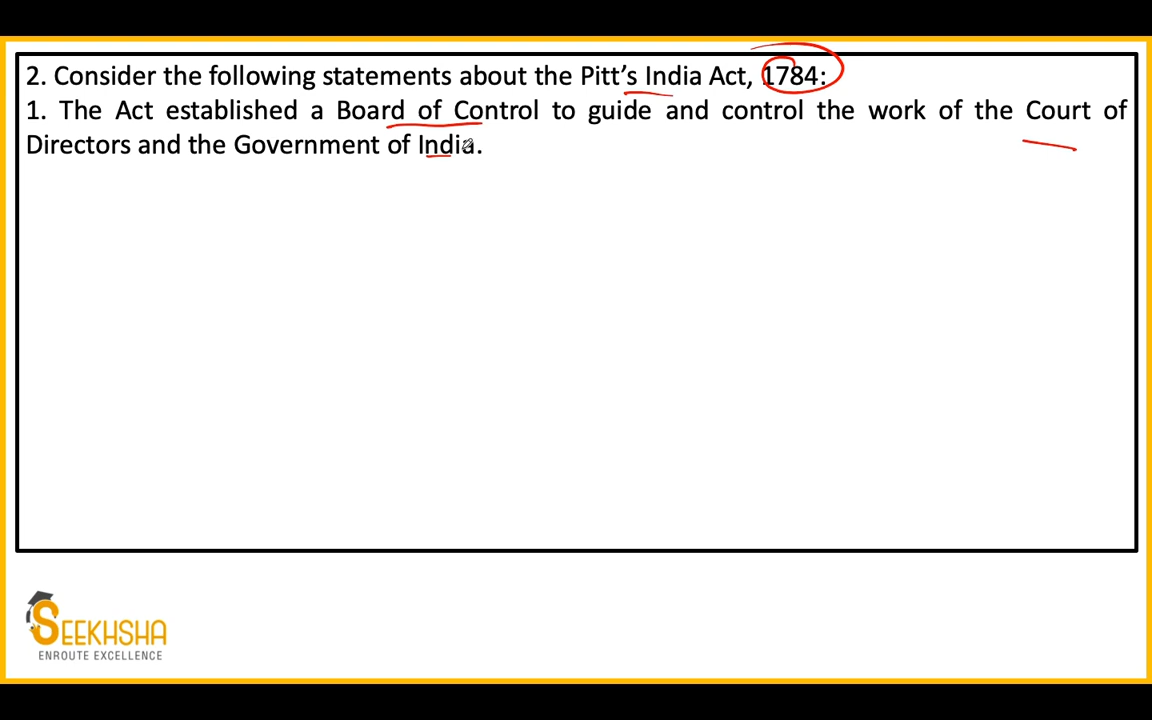 2. Consider the following statements about the Pitt’s India Act, 1784:
1. The Act established a Board of Control to guide and control the work of the Court of
Directors and the Government of India.
SEEKHSHA
ENROUTE EXCELLENCE